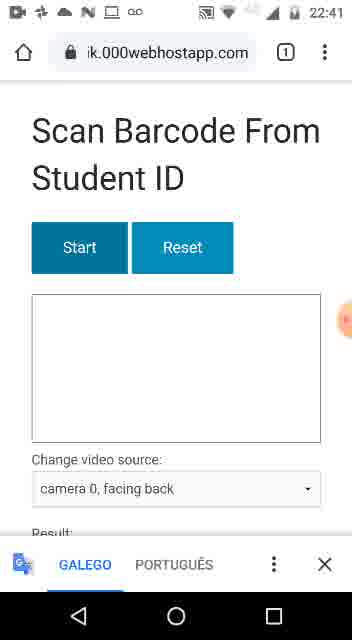 22:41
ik.000webhostapp.com
1
Scan Barcode From
Student ID
Start
Reset
Change video source:
camera 0, facing back
Result:
GALEGO
PORTUGUÊS